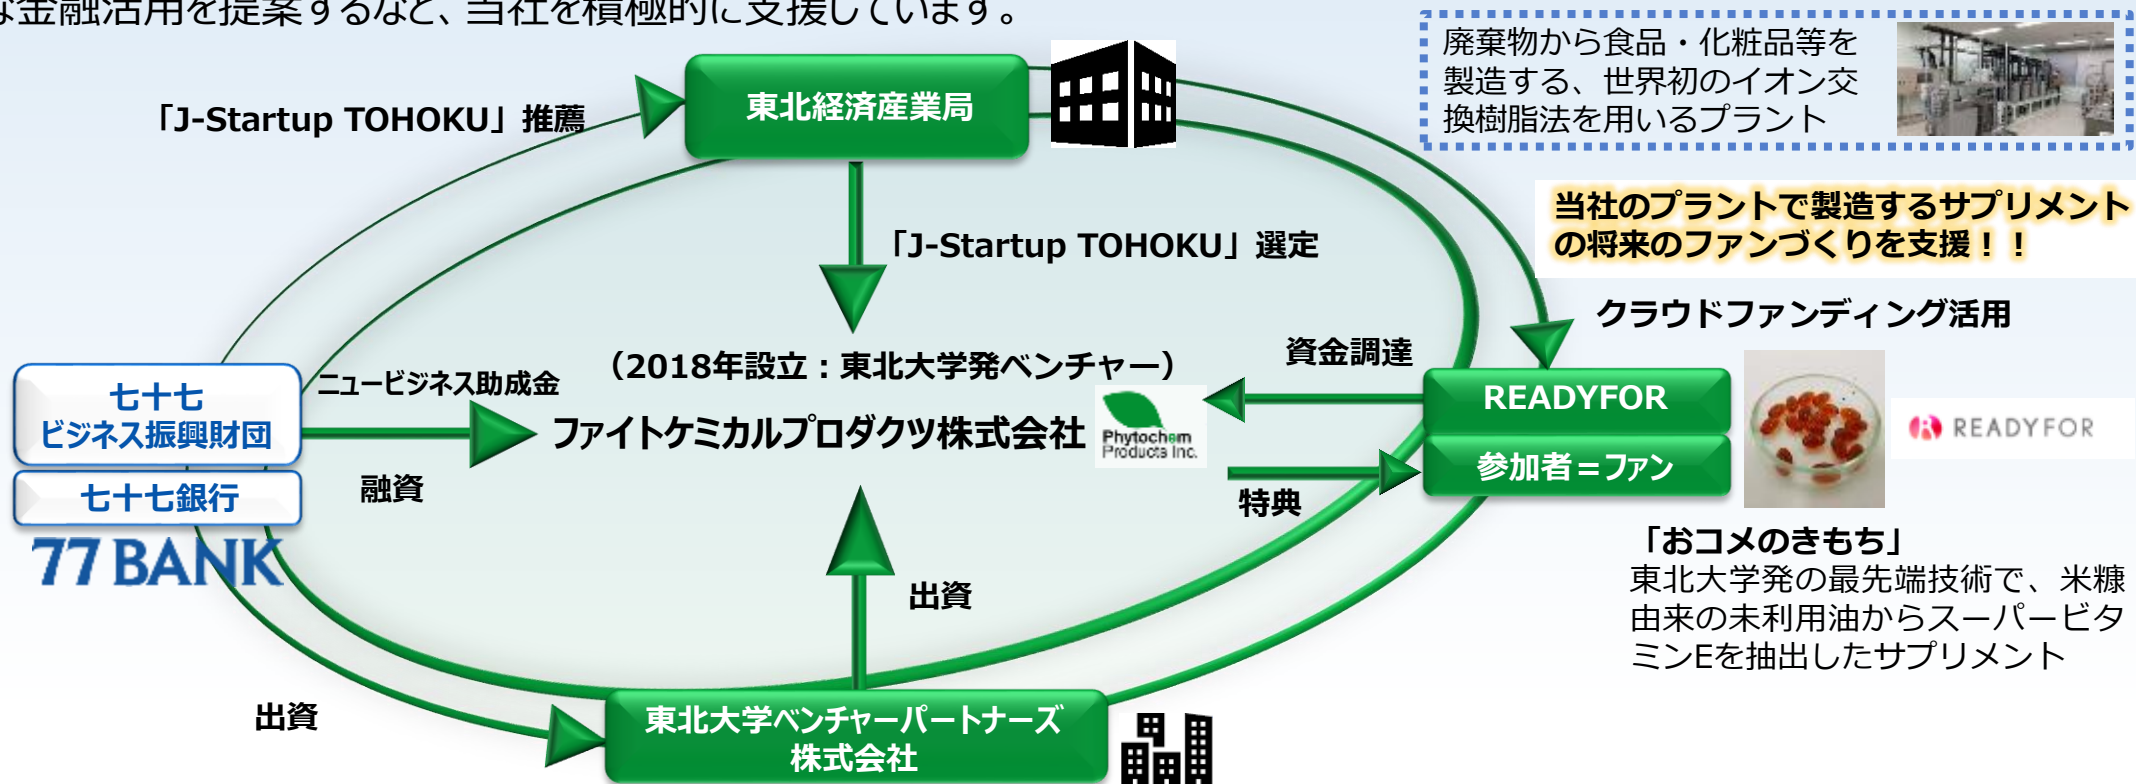 な金融活用を提案するなど、当社を積極的に支援しています。
廃棄物から食品・化粧品等を
製造する、世界初のイオン交
換樹脂法を用いるプラント
「J-Startup TOHOKU」推薦
東北経済産業局
当社のプラントで製造するサプリメント
の将来のファンづくりを支援！！
「J-Startup TOHOKU」選定
クラウドファンディング活用
（2018年設立：東北大学発ベンチャー）
資金調達
七十七
ビジネス振興財団
ニュービジネス助成金
ファイトケミカルプロダクツ株式会社
Phytochem
Products Inc.
READYFOR
READYFOR
参加者＝ファン
七十七銀行
融資
特典
77 BANK
「おコメのきもち」
東北大学発の最先端技術で、米糠
由来の未利用油からスーパービタ
ミンEを抽出したサプリメント
出資
出資
東北大学ベンチャーパートナーズ
株式会社